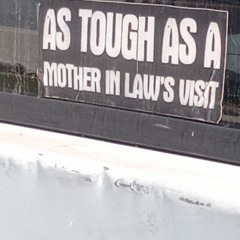 AS TOUGH AS A
MOTHER IN LAW'S VISIT